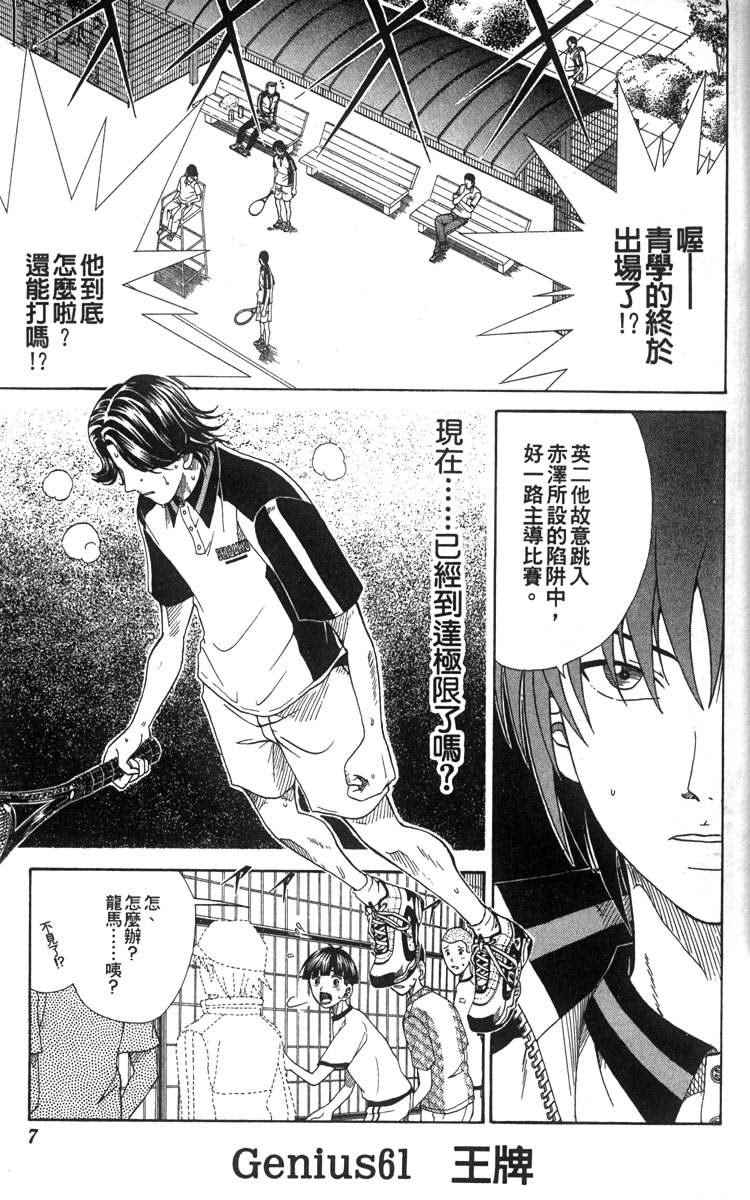 喔——
青學的終於
出場了!?
他到底
怎麼啦？
還能打嗎!?
英二他故意跳入
赤澤所設的陷阱中，
好一路主導比賽。
現在……已經到達極限了嗎？
怎、
怎麼辦？
龍馬……咦？
不見了!?
7
Genius61 王牌